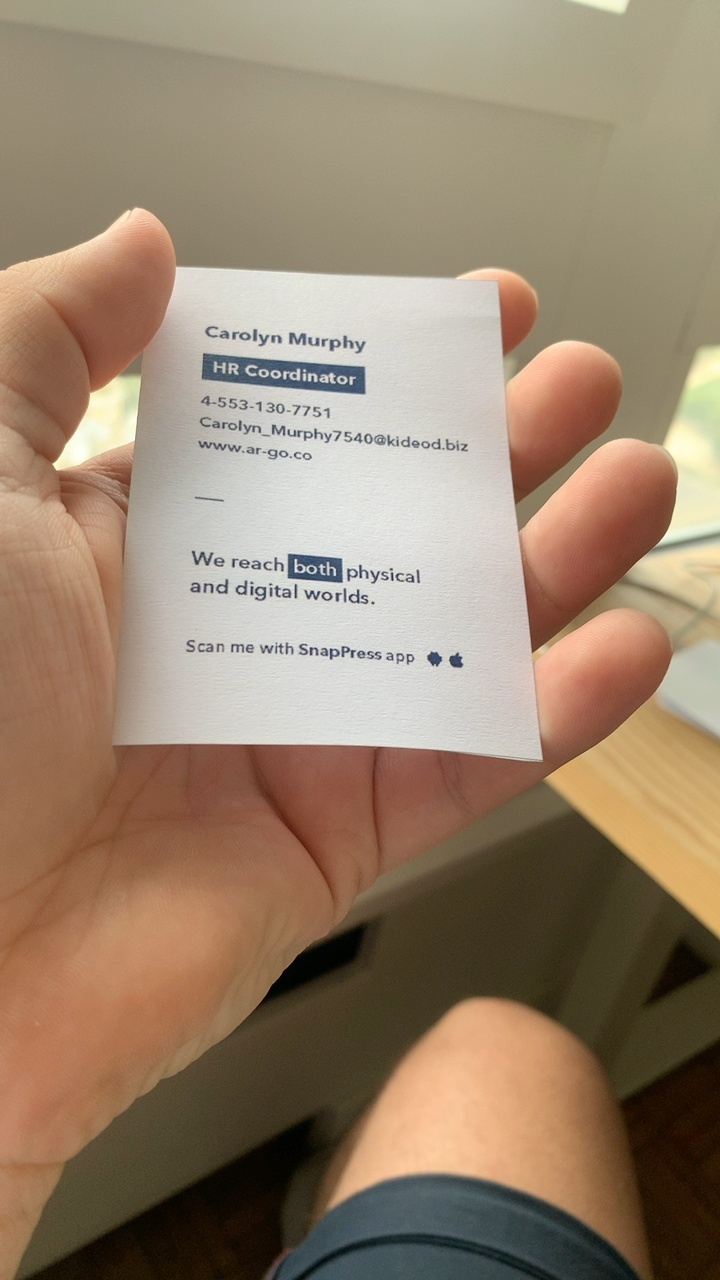 Carolyn Murphy
HR Coordinator
4-553-130-7751
Carolyn_Murphy7540@kideod.biz
www.ar-go.co
We reach both physical
and digital worlds.
Scan me with SnapPress app